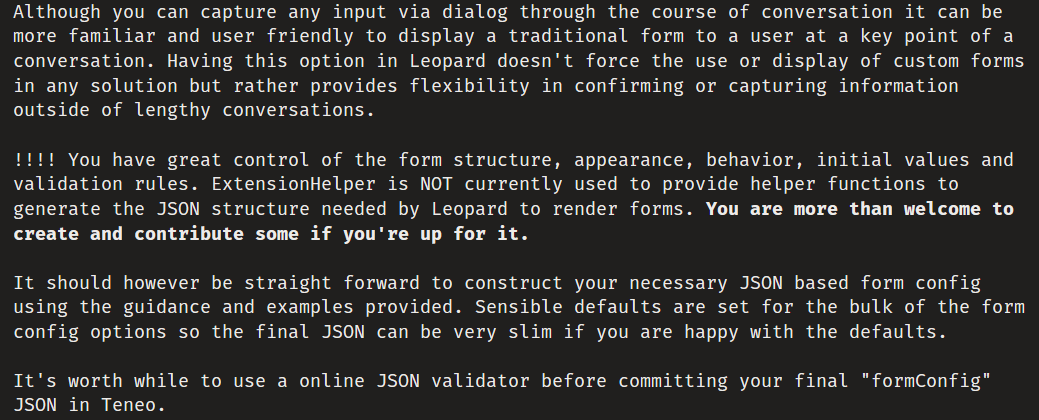 Although you can capture any input via dialog through the course of conversation it can be
more familiar and user friendly to display a traditional form to a user at a key point of a
conversation. Having this option in Leopard doesn't force the use or display of custom forms
in any solution but rather provides flexibility in confirming or capturing information
outside of lengthy conversations.
!!!! You have great control of the form structure, appearance, behavior, initial values and
validation rules. ExtensionHelper is NOT currently used to provide helper functions to
generate the JSON structure needed by Leopard to render forms. You are more than welcome to
create and contribute some if you're up for it.
It should however be straight forward to construct your necessary JSON based form config
using the guidance and examples provided. Sensible defaults are set for the bulk of the form
config options so the final JSON can be very slim if you are happy with the defaults.
It's worth while to use a online JSON validator before committing your final "formConfig"
JSON in Teneo.